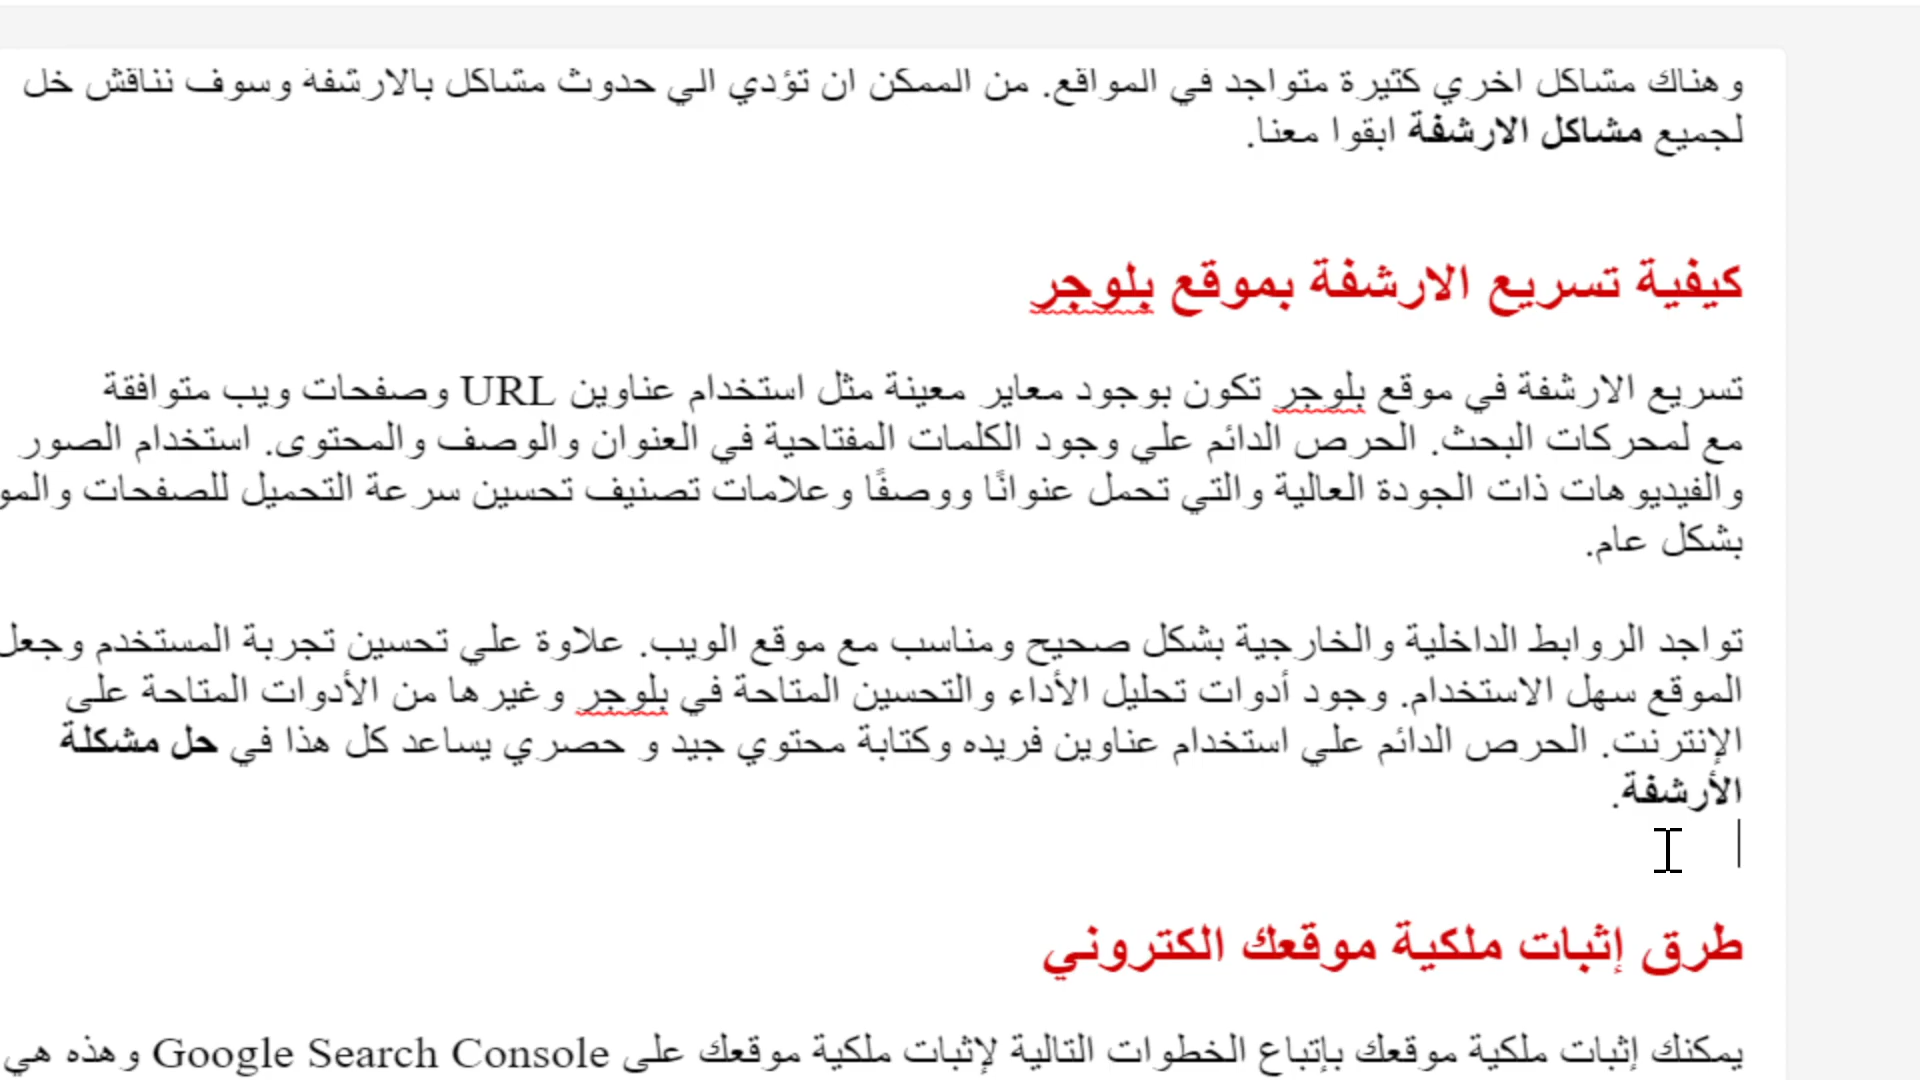 وهناك مشاكل اخري كثيرة متواجد في المواقع. من الممكن ان تؤدي الي حدوث مشاكل بالارشفة وسوف نناقش خل
لجميع مشاكل الارشفة ابقوا معنا.
كيفية تسريع الارشفة بموقع بلوجر
تسريع الارشفة في موقع بلوجر تكون بوجود معاير معينة مثل استخدام عناوين URL وصفحات ويب متوافقة
مع لمحركات البحث. الحرص الدائم علي وجود الكلمات المفتاحية في العنوان والوصف والمحتوى. استخدام الصور
والفيديوهات ذات الجودة العالية والتي تحمل عنوانًا ووصفًا وعلامات تصنيف تحسين سرعة التحميل للصفحات
بشكل عام.
تواجد الروابط الداخلية والخارجية بشكل صحيح ومناسب مع موقع الويب. علاوة علي تحسين تجربة المستخدم وجعل
الموقع سهل الاستخدام. وجود أدوات تحليل الأداء والتحسين المتاحة في بلوجر وغيرها من الأدوات المتاحة على
الإنترنت. الحرص الدائم علي استخدام عناوين فريده وكتابة محتوي جيد و حصري يساعد كل هذا في حل مشكلة
الأرشفة.
طرق إثبات ملكية موقعك الكتروني
يمكنك إثبات ملكية موقعك بإتباع الخطوات التالية لإثبات ملكية موقعك على Google Search Console وهذه هي